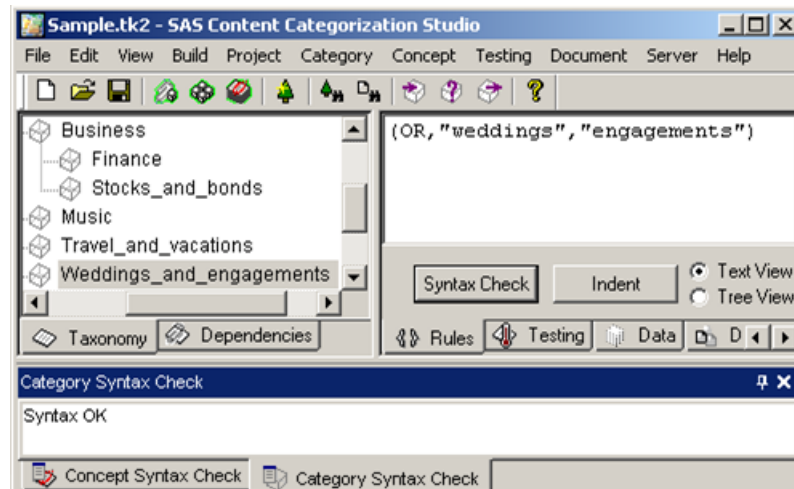 Sample.tk2 - SAS Content Categorization Studio
File Edit View Build Project Category Concept Testing Document Server Help
Business
Finance
Stocks_and_bonds
Music
Travel_and_vacations
Weddings_and_engagements
Taxonomy Dependencies
(OR,"weddings","engagements")
Syntax Check Indent Text View
Tree View
Rules Testing Data D
Category Syntax Check
Syntax OK
Concept Syntax Check Category Syntax Check